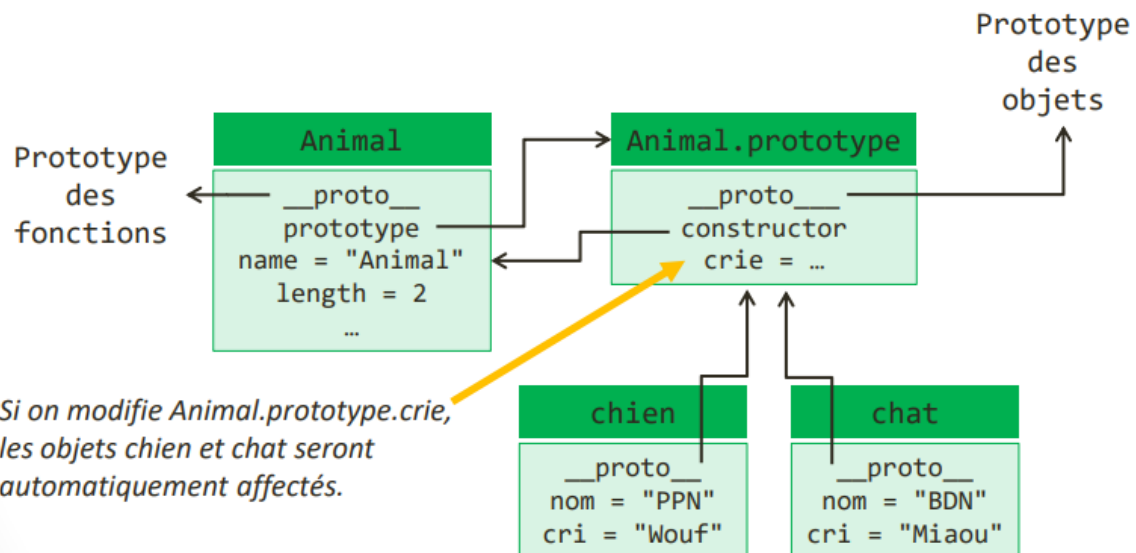 Prototype
des
objets
Animal
Animal.prototype
Prototype
des
fonctions
__proto__
prototype
name = "Animal"
length = 2
…
__proto___
constructor
crie = …
Si on modifie Animal.prototype.crie,
les objets chien et chat seront
automatiquement affectés.
chien
__proto__
nom = "PPN"
cri = "Wouf"
chat
__proto__
nom = "BDN"
cri = "Miaou"